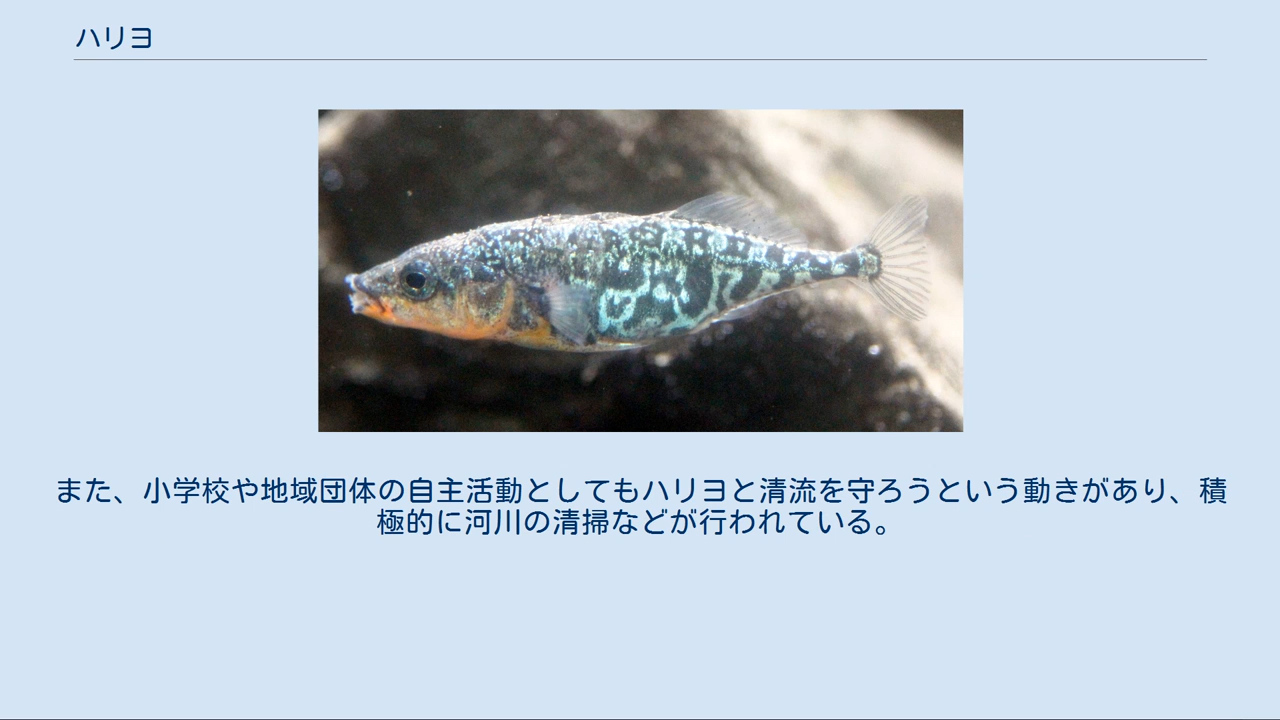 ハリヨ
また、小学校や地域団体の自主活動としてもハリヨと清流を守ろうという動きがあり、積
極的に河川の清掃などが行われている。